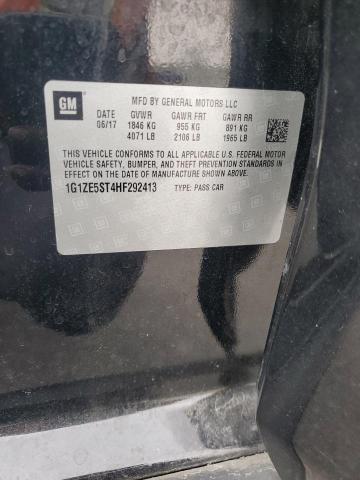 GM
MFD BY GENERAL MOTORS LLC
DATE GVWR GAWR FRT GAWR RR
06/17 1846 KG 955 KG 891 KG
4071 LB 2106 LB 1965 LB
THIS VEHICLE CONFORMS TO ALL APPLICABLE U.S. FEDERAL MOTOR
VEHICLE SAFETY, BUMPER, AND THEFT PREVENTION STANDARDS IN
EFFECT ON THE DATE OF MANUFACTURE SHOWN ABOVE.
1G1ZE5ST4HF292413 TYPE: PASS CAR